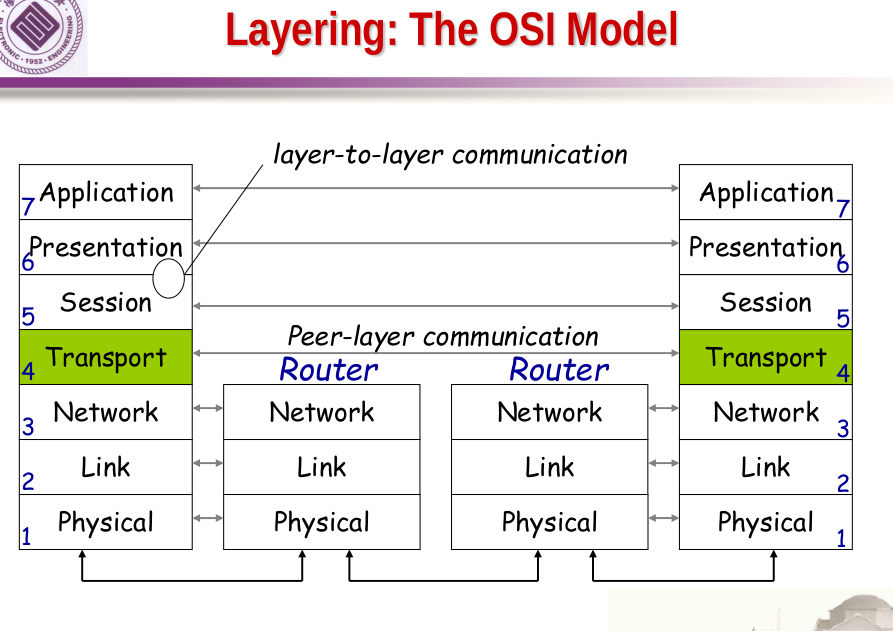 Layering: The OSI Model
ELECTRONIC · 1952 · ENGINEERING
layer-to-layer communication
7 Application
Application 7
6 Presentation
Presentation 6
5 Session
Session 5
Peer-layer communication
4 Transport
Router
Router
Transport 4
3 Network
Network
Network
Network 3
2 Link
Link
Link
Link 2
1 Physical
Physical
Physical
Physical 1